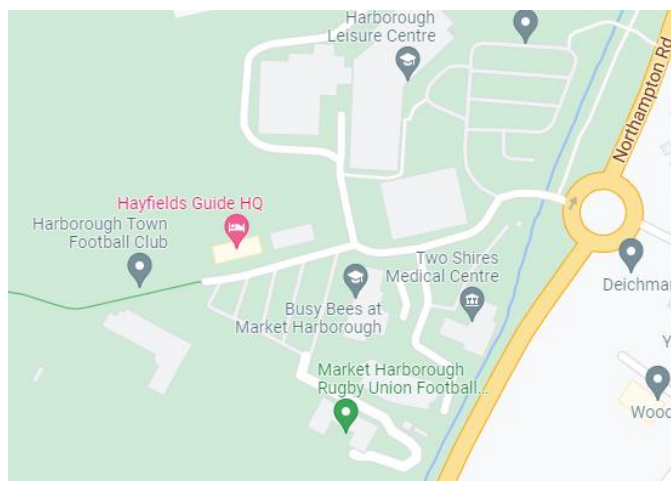 Harborough
Leisure Centre
Northampton Rd
Hayfields Guide HQ
Harborough Town
Football Club
Two Shires
Medical Centre
Deichmar
Busy Bees at
Market Harborough
Y
Market Harborough
Rugby Union Football...
Wood